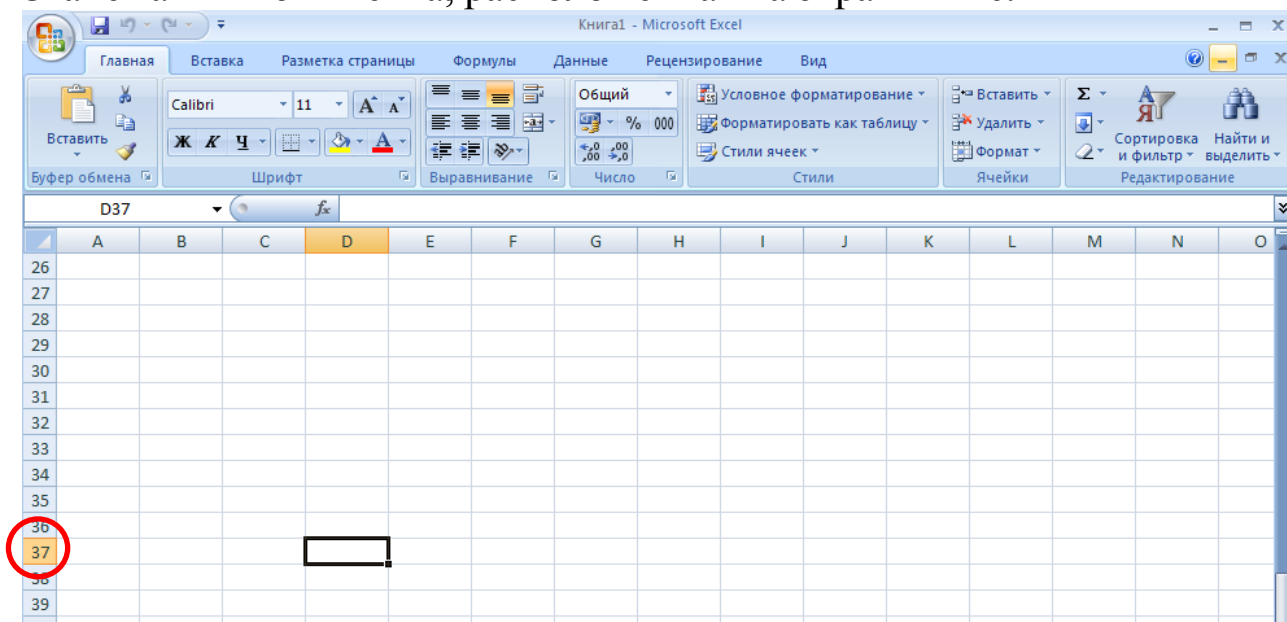 Книга1 - Microsoft Excel
Главная Вставка Разметка страницы Формулы Данные Рецензирование Вид
Calibri 11 A A Общий Условное форматирование Вставить Σ
Вставить Ж К Ч % 000 Форматировать как таблицу Удалить Сортировка и фильтр Найти и выделить
Стили ячеек Формат
Буфер обмена Шрифт Выравнивание Число Стили Ячейки Редактирование
D37 fx
A B C D E F G H I J K L M N O
26
27
28
29
30
31
32
33
34
35
36
37
38
39